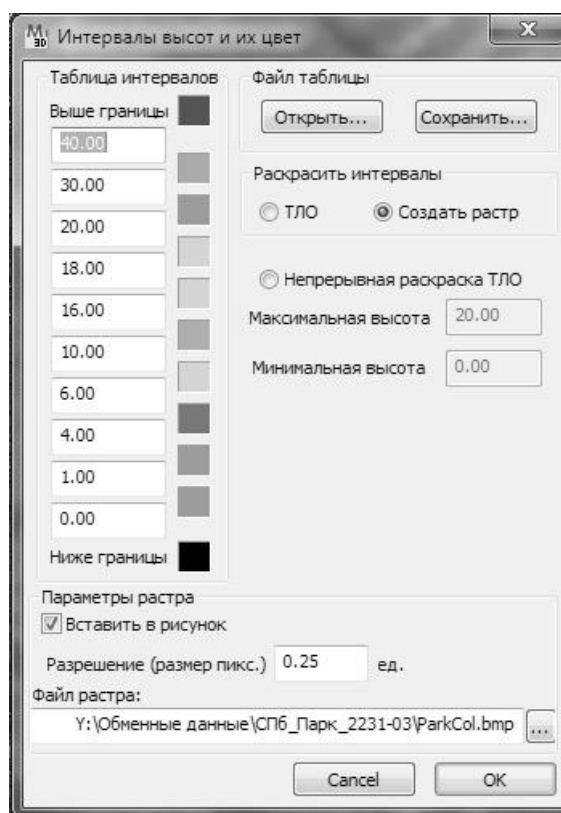 Интервалы высот и их цвет
Таблица интервалов
Выше границы
40.00
30.00
20.00
18.00
16.00
10.00
6.00
4.00
1.00
0.00
Ниже границы
Файл таблицы
Открыть...
Сохранить...
Раскрасить интервалы
ТЛО
Создать растр
Непрерывная раскраска ТЛО
Максимальная высота 20.00
Минимальная высота 0.00
Параметры растра
Вставить в рисунок
Разрешение (размер пикс.) 0.25 ед.
Файл растра:
Y:\Обменные данные\СПб_Парк_2231-03\ParkCol.bmp ...
Cancel
OK